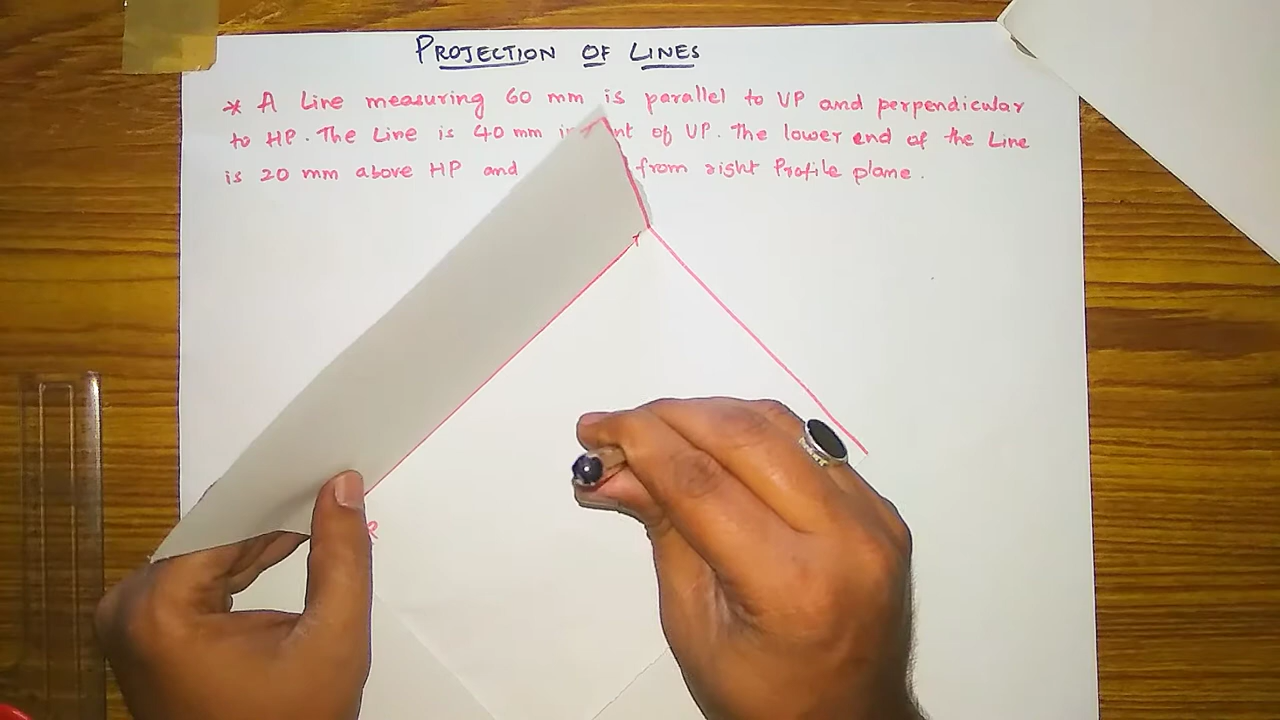 PROJECTION OF LINES
* A Line measuring 60 mm is parallel to VP and perpendicular
to HP. The Line is 40 mm of VP. The lower end of the Line
is 20 mm above HP and from right Profile plane.